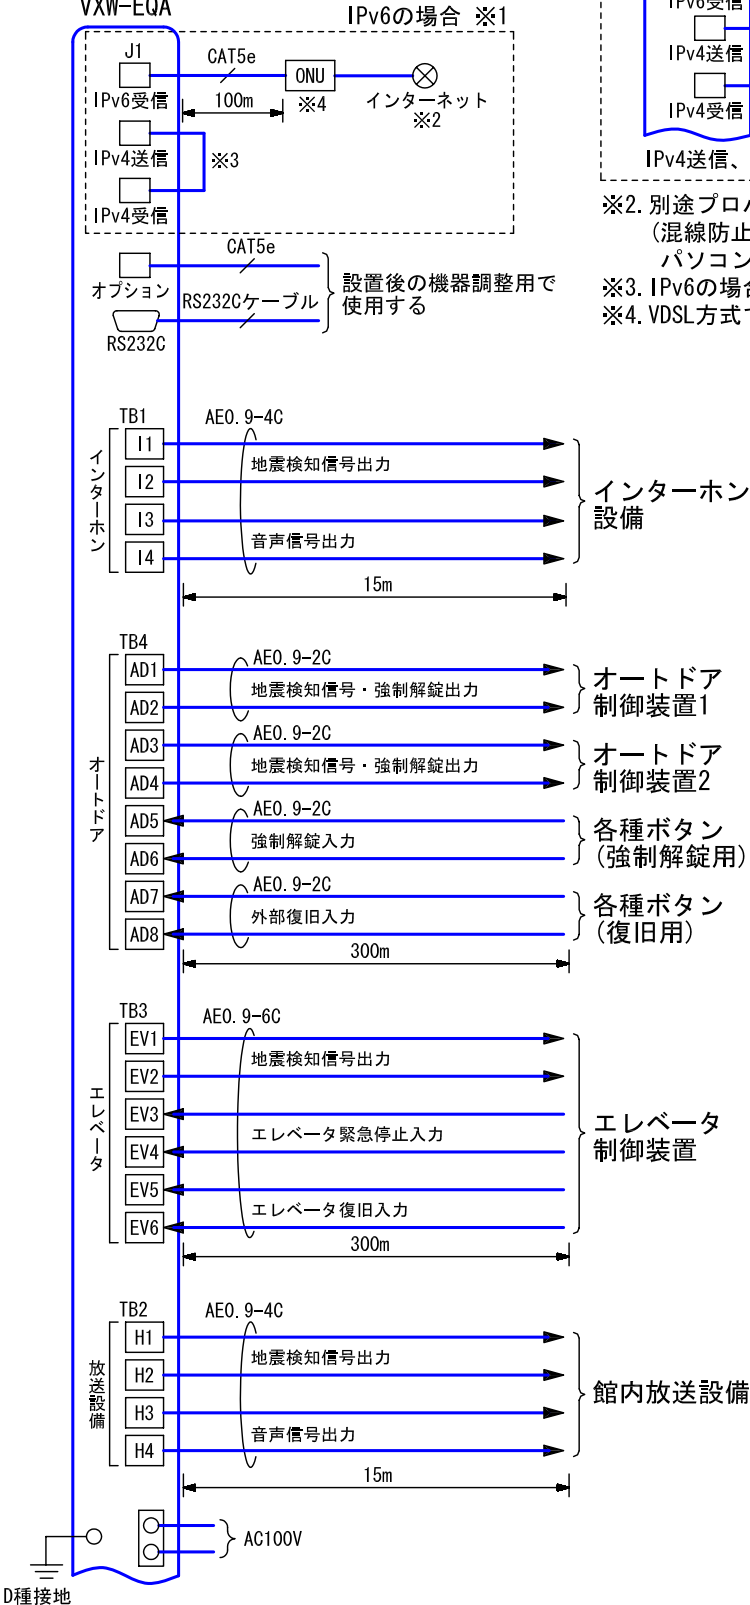 VXW-EQA
IPv6の場合 ※1
J1
CAT5e
ONU
IPv6受信
100m
※4
インターネット
※2
IPv4送信
※3
IPv4受信
CAT5e
オプション
RS232Cケーブル
設置後の機器調整用で
使用する
RS232C
IPv6受信
IPv4送信
IPv4受信
IPv4送信、
※2. 別途プロ
(混線防止
パソコン
※3. IPv6の場合
※4. VDSL方式
TB1
AE0.9-4C
インターホン
I1
地震検知信号出力
I2
I3
音声信号出力
I4
インターホン
設備
15m
TB4
オートドア
AE0.9-2C
AD1
地震検知信号・強制解錠出力
AD2
オートドア
制御装置1
AE0.9-2C
AD3
地震検知信号・強制解錠出力
AD4
オートドア
制御装置2
AE0.9-2C
AD5
強制解錠入力
AD6
各種ボタン
(強制解錠用)
AE0.9-2C
AD7
外部復旧入力
AD8
各種ボタン
(復旧用)
300m
TB3
AE0.9-6C
エレベータ
EV1
地震検知信号出力
EV2
EV3
エレベータ緊急停止入力
EV4
EV5
エレベータ復旧入力
EV6
エレベータ
制御装置
300m
TB2
AE0.9-4C
放送設備
H1
地震検知信号出力
H2
H3
音声信号出力
H4
館内放送設備
15m
AC100V
D種接地